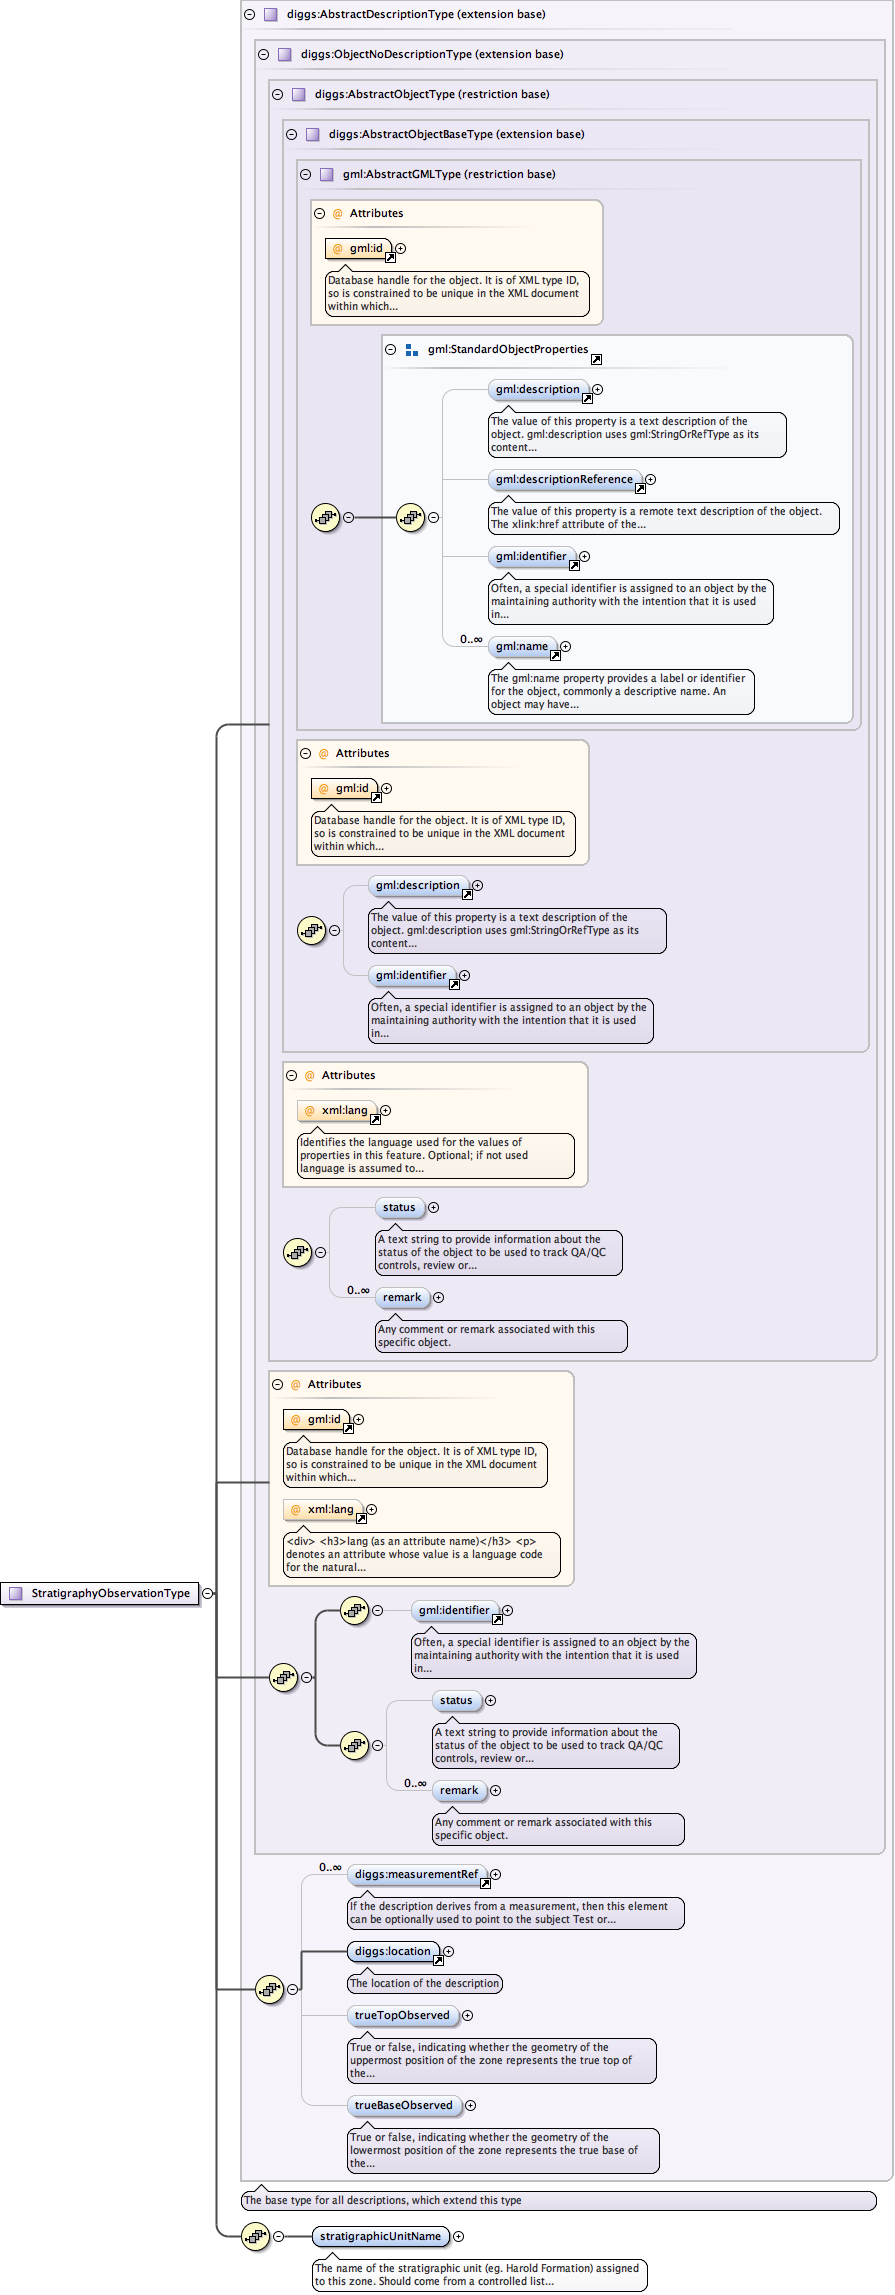 diggs:AbstractDescriptionType (extension base)
diggs:ObjectNoDescriptionType (extension base)
diggs:AbstractObjectType (restriction base)
diggs:AbstractObjectBaseType (extension base)
gml:AbstractGMLType (restriction base)
@ Attributes
@ gml:id
Database handle for the object. It is of XML type ID,
so is constrained to be unique in the XML document
within which...
gml:StandardObjectProperties
gml:description
The value of this property is a text description of the
object. gml:description uses gml:StringOrRefType as its
content...
gml:descriptionReference
The value of this property is a remote text description of the object.
The xlink:href attribute of the...
gml:identifier
Often, a special identifier is assigned to an object by the
maintaining authority with the intention that it is used
in...
0..∞
gml:name
The gml:name property provides a label or identifier
for the object, commonly a descriptive name. An
object may have...
@ Attributes
@ gml:id
Database handle for the object. It is of XML type ID,
so is constrained to be unique in the XML document
within which...
gml:description
The value of this property is a text description of the
object. gml:description uses gml:StringOrRefType as its
content...
gml:identifier
Often, a special identifier is assigned to an object by the
maintaining authority with the intention that it is used
in...
@ Attributes
@ xml:lang
Identifies the language used for the values of
properties in this feature. Optional; if not used
language is assumed to...
status
A text string to provide information about the
status of the object to be used to track QA/QC
controls, review or...
0..∞
remark
Any comment or remark associated with this
specific object.
@ Attributes
@ gml:id
Database handle for the object. It is of XML type ID,
so is constrained to be unique in the XML document
within which...
@ xml:lang
<div> <h3>lang (as an attribute name)</h3> <p>
denotes an attribute whose value is a language code
for the natural...
StratigraphyObservationType
gml:identifier
Often, a special identifier is assigned to an object by the
maintaining authority with the intention that it is used
in...
status
A text string to provide information about the
status of the object to be used to track QA/QC
controls, review or...
0..∞
remark
Any comment or remark associated with this
specific object.
0..∞
diggs:measurementRef
If the description derives from a measurement, then this element
can be optionally used to point to the subject Test or...
diggs:location
The location of the description
trueTopObserved
True or false, indicating whether the geometry of the
uppermost position of the zone represents the true top of
the...
trueBaseObserved
True or false, indicating whether the geometry of the
lowermost position of the zone represents the true base of
the...
The base type for all descriptions, which extend this type
stratigraphicUnitName
The name of the stratigraphic unit (eg. Harold Formation) assigned
to this zone. Should come from a controlled list...